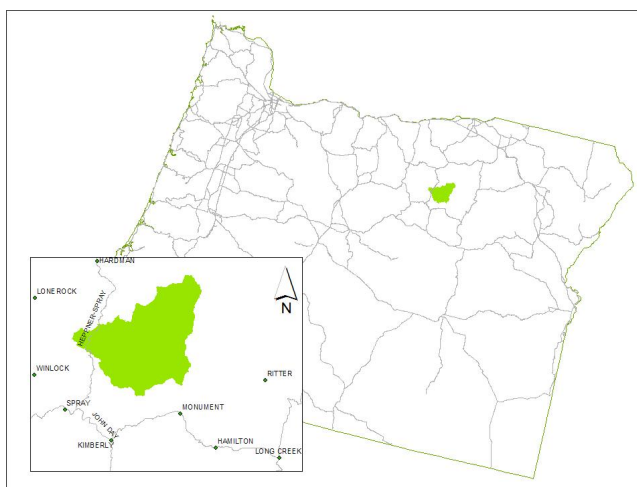 HARDMAN
LONEROCK
HEPPNER-SPRAY
N
WINLOCK
RITTER
SPRAY
MONUMENT
JOHN DAY
KIMBERLY
HAMILTON
LONG CREEK